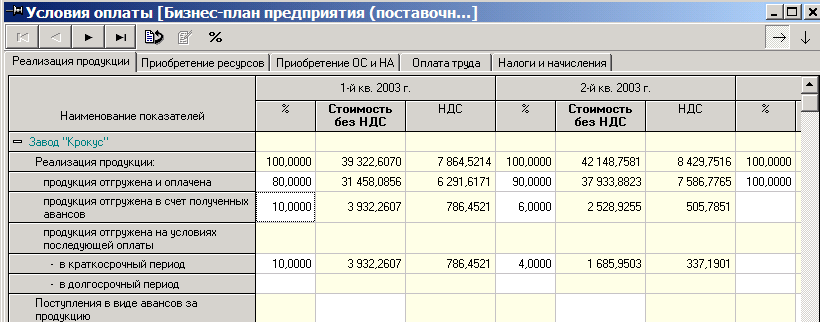 Условия оплаты [Бизнес-план предприятия (поставочн...]
%
Реализация продукции Приобретение ресурсов Приобретение ОС и НА Оплата труда Налоги и начисления
Наименование показателей 1-й кв. 2003 г. 2-й кв. 2003 г.
% Стоимость без НДС НДС % Стоимость без НДС НДС %
Завод "Крокус"
Реализация продукции: 100,0000 39 322,6070 7 864,5214 100,0000 42 148,7581 8 429,7516 100,0000
продукция отгружена и оплачена 80,0000 31 458,0856 6 291,6171 90,0000 37 933,8823 7 586,7765 100,0000
продукция отгружена в счет полученных
авансов 10,0000 3 932,2607 786,4521 6,0000 2 528,9255 505,7851
продукция отгружена на условиях
последующей оплаты
- в краткосрочный период 10,0000 3 932,2607 786,4521 4,0000 1 685,9503 337,1901
- в долгосрочный период
Поступления в виде авансов за
продукцию